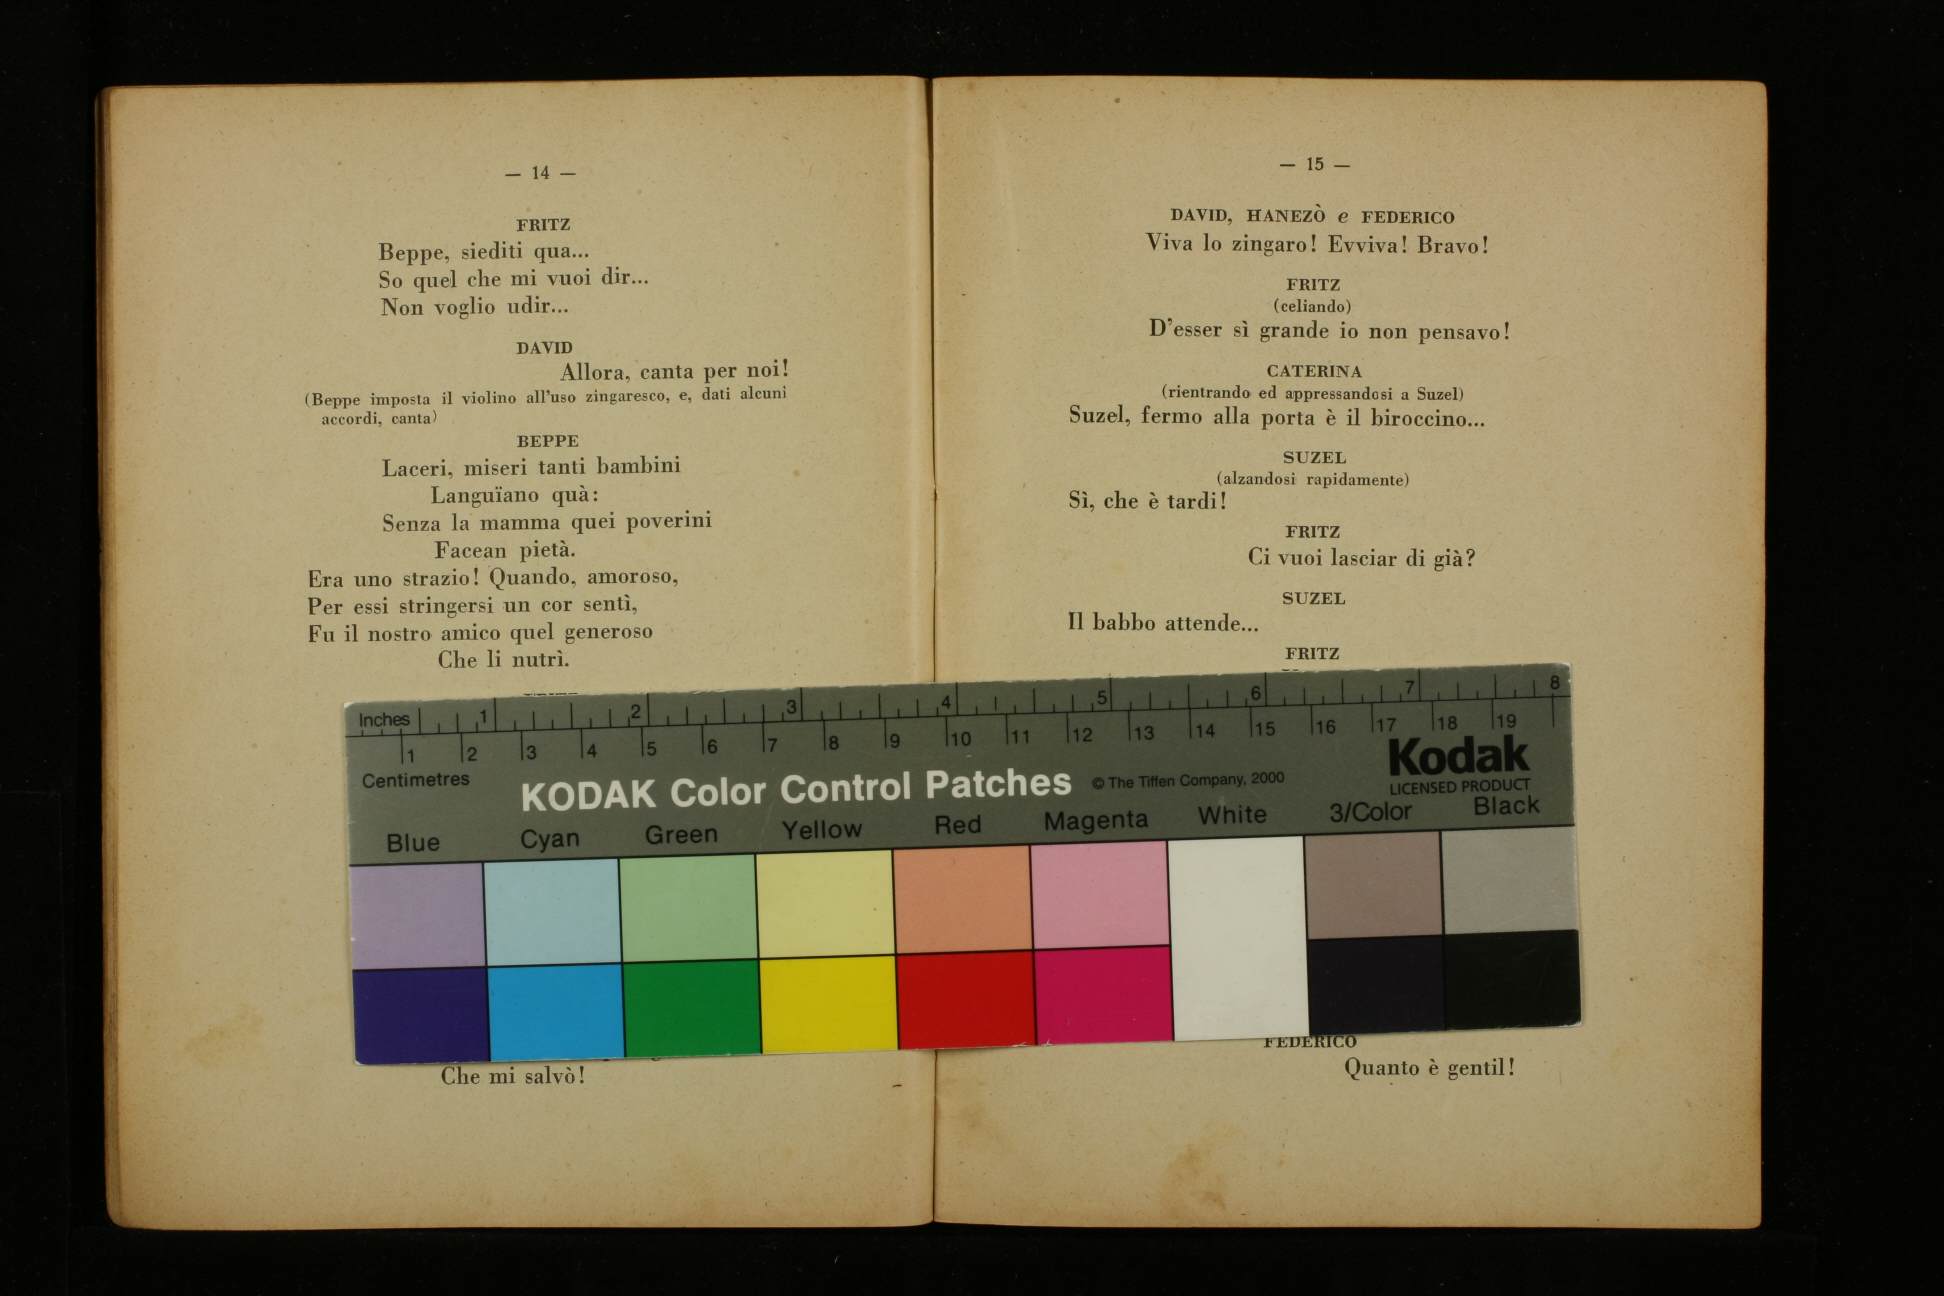 — 14 —
FRITZ
Beppe, siediti qua...
So quel che mi vuoi dir...
Non voglio udir...
DAVID
Allora, canta per noi!
(Beppe imposta il violino all'uso zingaresco, e, dati alcuni
accordi, canta)
BEPPE
Laceri, miseri tanti bambini
Languïano quà:
Senza la mamma quei poverini
Facean pietà.
Era uno strazio! Quando, amoroso,
Per essi stringersi un cor sentì,
Fu il nostro amico quel generoso
Che li nutrì.
Che mi salvò!
— 15 —
DAVID, HANEZÒ e FEDERICO
Viva lo zingaro! Evviva! Bravo!
FRITZ
(celiando)
D'esser sì grande io non pensavo!
CATERINA
(rientrando ed appressandosi a Suzel)
Suzel, fermo alla porta è il biroccino...
SUZEL
(alzandosi rapidamente)
Sì, che è tardi!
FRITZ
Ci vuoi lasciar di già?
SUZEL
Il babbo attende...
FRITZ
FEDERICO
Quanto è gentil!
Inches 1 2 3 4 5 6 7 8
1 2 3 4 5 6 7 8 9 10 11 12 13 14 15 16 17 18 19
Centimetres
KODAK Color Control Patches © The Tiffen Company, 2000
Kodak
LICENSED PRODUCT
Blue Cyan Green Yellow Red Magenta White 3/Color Black